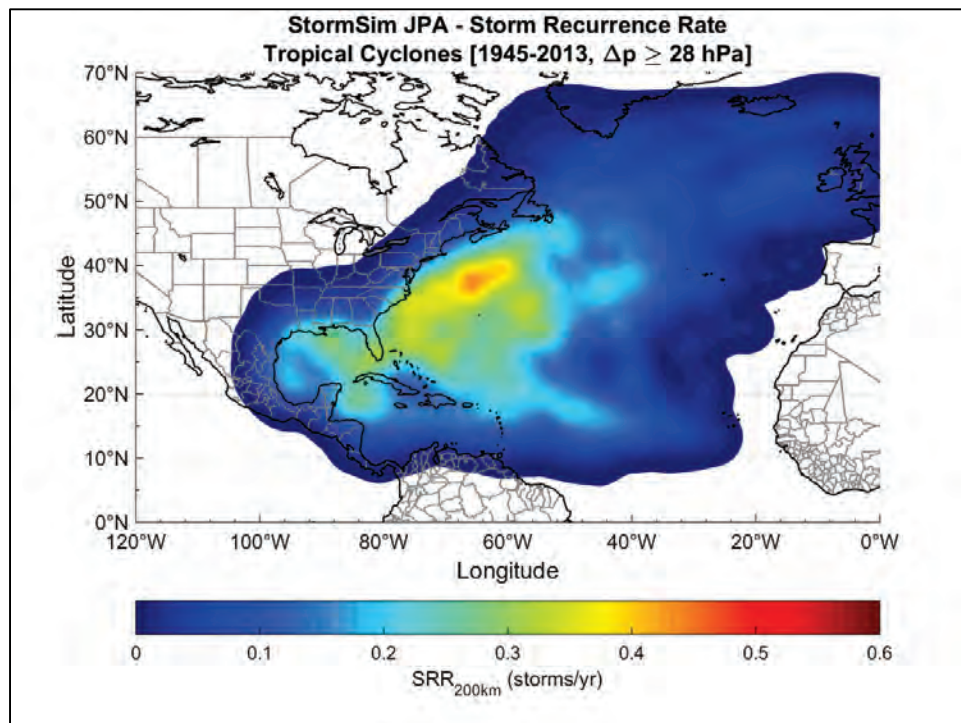 StormSim JPA - Storm Recurrence Rate
Tropical Cyclones [1945-2013, Δp ≥ 28 hPa]
70°N
60°N
50°N
40°N
30°N
20°N
10°N
0°N
Latitude
120°W 100°W 80°W 60°W 40°W 20°W 0°W
Longitude
0 0.1 0.2 0.3 0.4 0.5 0.6
SRR200km (storms/yr)